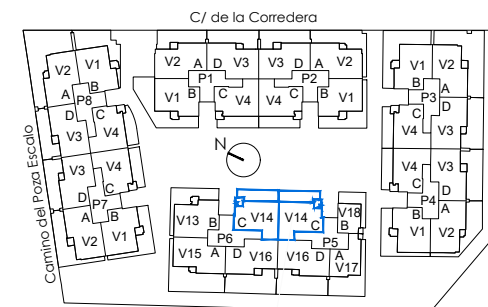 C/ de la Corredera
V2 A D V3 V3 D A V2
P1 P2
V1 B C V4 V4 C B V1
V2 V1
B
A P8
D C
V3 V4
V3 V4
D C
P7
A B
V2 V1
V1 V2
B A
P3
C D
V4 V3
V4 V3
C D
P4
B A
V1 V2
Camino del Poza Escalo
N
V13 V14 V14 V18
B C C B
P6 P5
V15 A D V16 V16 D A V17